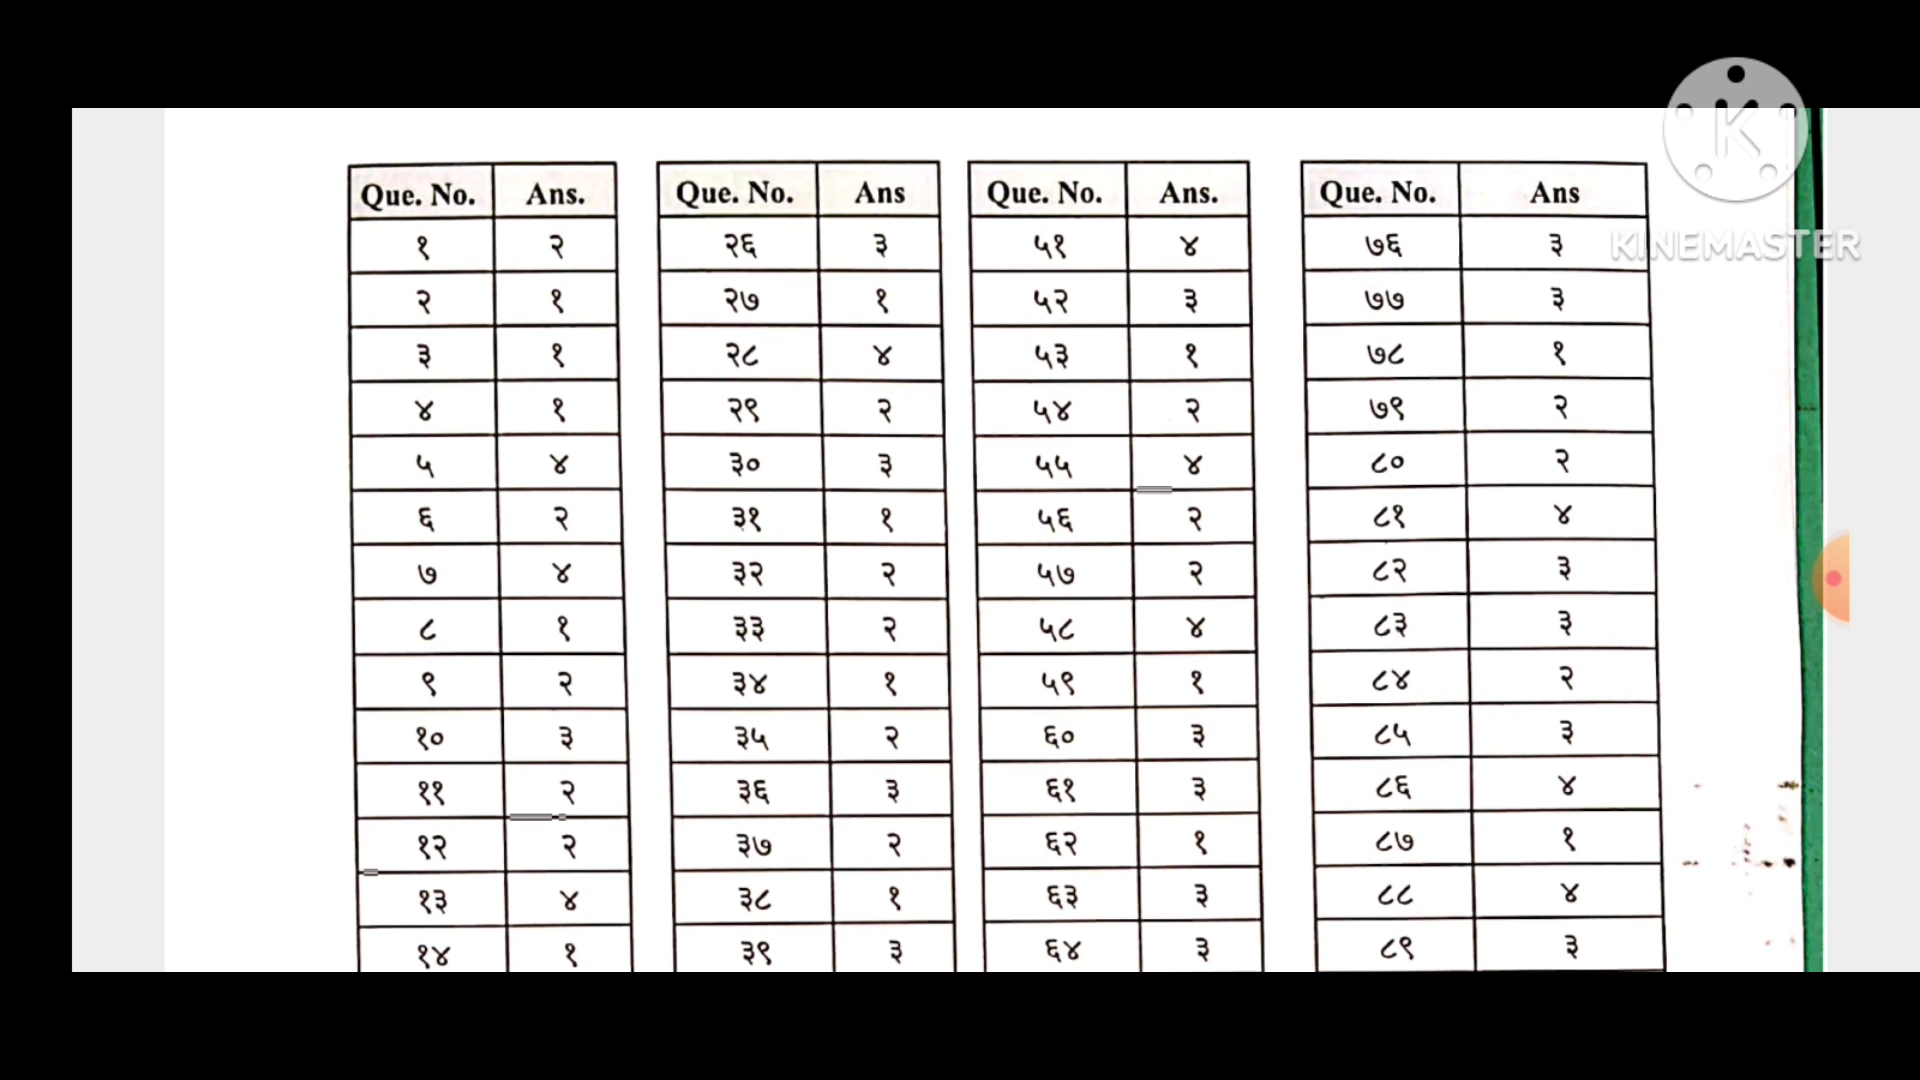 Que. No. Ans. Que. No. Ans Que. No. Ans. Que. No. Ans
१ २ २६ ३ ५१ ४ ७६ ३
KINEMASTER
२ १ २७ १ ५२ ३ ७७ ३
३ १ २८ ४ ५३ १ ७८ १
४ १ २९ २ ५४ २ ७९ २
५ ४ ३० ३ ५५ ४ ८० २
६ २ ३१ १ ५६ २ ८१ ४
७ ४ ३२ २ ५७ २ ८२ ३
८ १ ३३ २ ५८ ४ ८३ ३
९ २ ३४ १ ५९ १ ८४ २
१० ३ ३५ २ ६० ३ ८५ ३
११ २ ३६ ३ ६१ ३ ८६ ४
१२ २ ३७ २ ६२ १ ८७ १
१३ ४ ३८ १ ६३ ३ ८८ ४
१४ १ ३९ ३ ६४ ३ ८९ ३